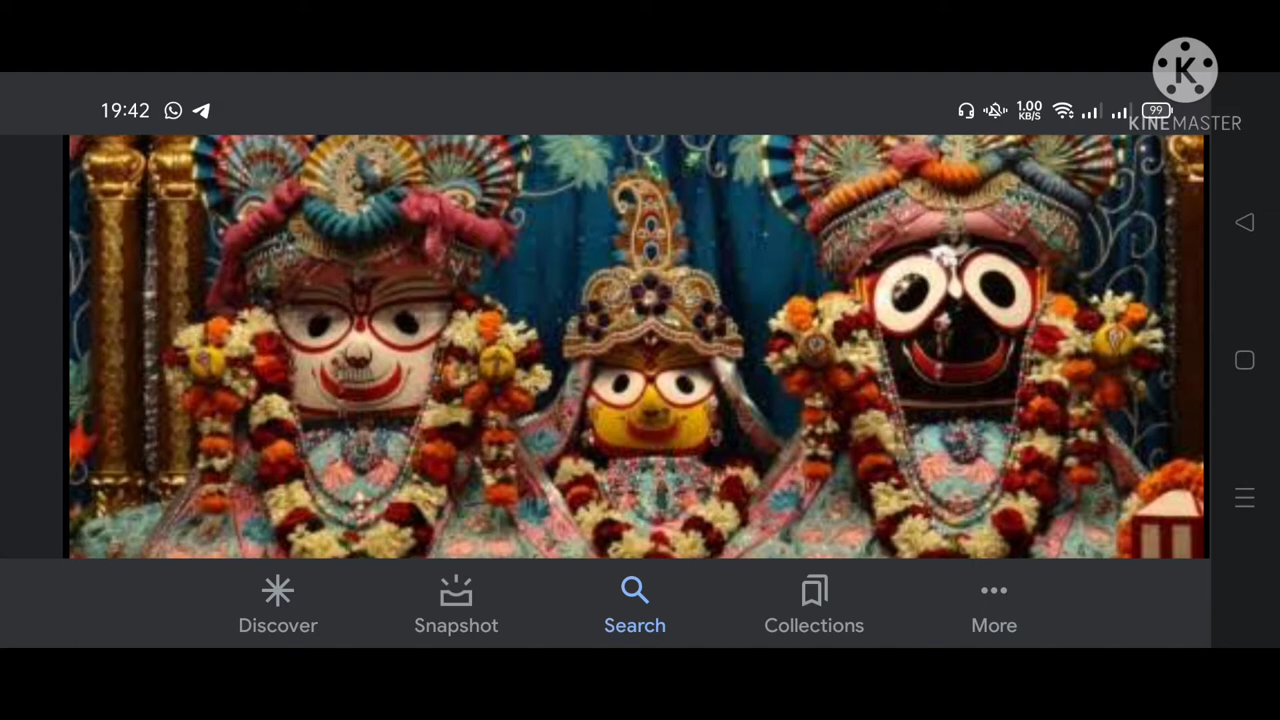 19:42
1.00
KB/S
99
K
KINEMASTER
Discover
Snapshot
Search
Collections
More